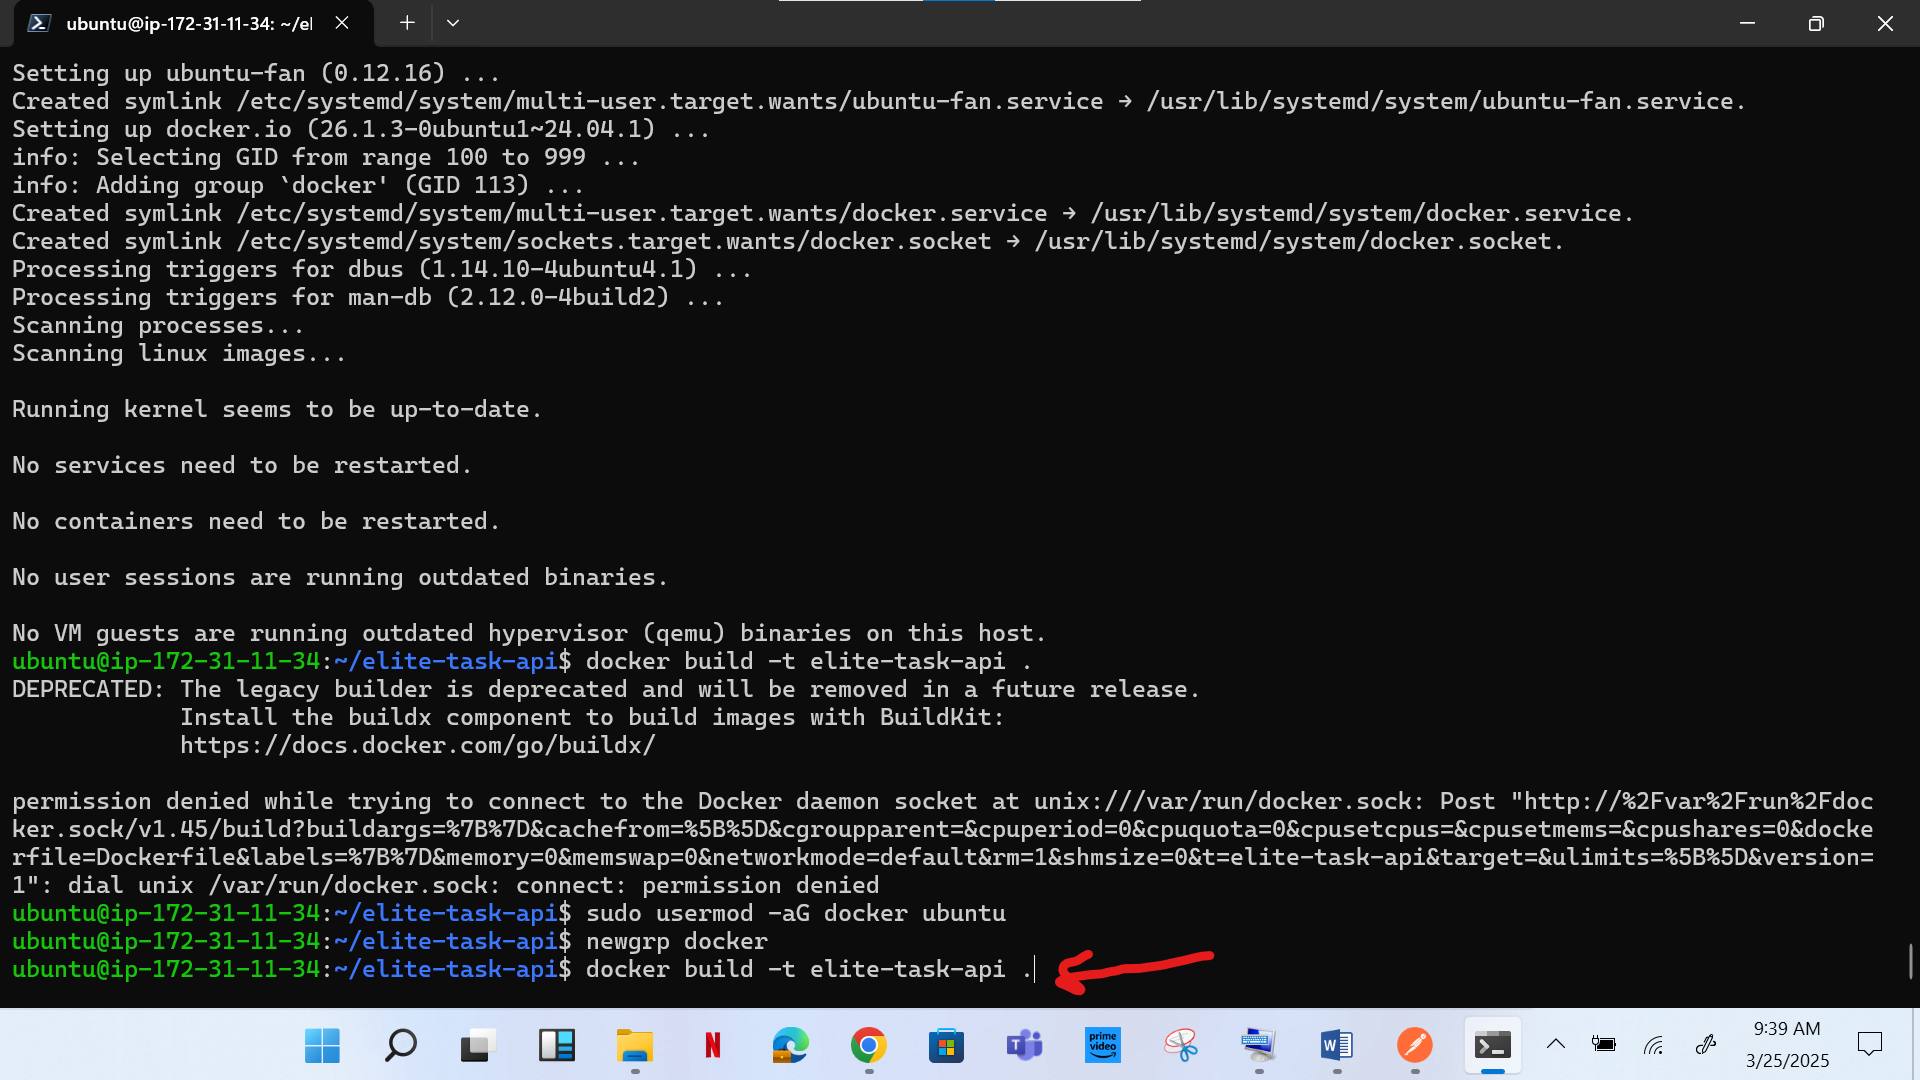 ubuntu@ip-172-31-11-34: ~/el
Setting up ubuntu-fan (0.12.16) ...
Created symlink /etc/systemd/system/multi-user.target.wants/ubuntu-fan.service → /usr/lib/systemd/system/ubuntu-fan.service.
Setting up docker.io (26.1.3-0ubuntu1~24.04.1) ...
info: Selecting GID from range 100 to 999 ...
info: Adding group `docker' (GID 113) ...
Created symlink /etc/systemd/system/multi-user.target.wants/docker.service → /usr/lib/systemd/system/docker.service.
Created symlink /etc/systemd/system/sockets.target.wants/docker.socket → /usr/lib/systemd/system/docker.socket.
Processing triggers for dbus (1.14.10-4ubuntu4.1) ...
Processing triggers for man-db (2.12.0-4build2) ...
Scanning processes...
Scanning linux images...
Running kernel seems to be up-to-date.
No services need to be restarted.
No containers need to be restarted.
No user sessions are running outdated binaries.
No VM guests are running outdated hypervisor (qemu) binaries on this host.
ubuntu@ip-172-31-11-34:~/elite-task-api$ docker build -t elite-task-api .
DEPRECATED: The legacy builder is deprecated and will be removed in a future release.
Install the buildx component to build images with BuildKit:
https://docs.docker.com/go/buildx/
permission denied while trying to connect to the Docker daemon socket at unix:///var/run/docker.sock: Post "http://%2Fvar%2Frun%2Fdoc
ker.sock/v1.45/build?buildargs=%7B%7D&cachefrom=%5B%5D&cgroupparent=&cpuperiod=0&cpuquota=0&cpusetcpus=&cpusetmems=&cpushares=0&docke
rfile=Dockerfile&labels=%7B%7D&memory=0&memswap=0&networkmode=default&rm=1&shmsize=0&t=elite-task-api&target=&ulimits=%5B%5D&version=
1": dial unix /var/run/docker.sock: connect: permission denied
ubuntu@ip-172-31-11-34:~/elite-task-api$ sudo usermod -aG docker ubuntu
ubuntu@ip-172-31-11-34:~/elite-task-api$ newgrp docker
ubuntu@ip-172-31-11-34:~/elite-task-api$ docker build -t elite-task-api .
N
T
prime video
W
9:39 AM
3/25/2025